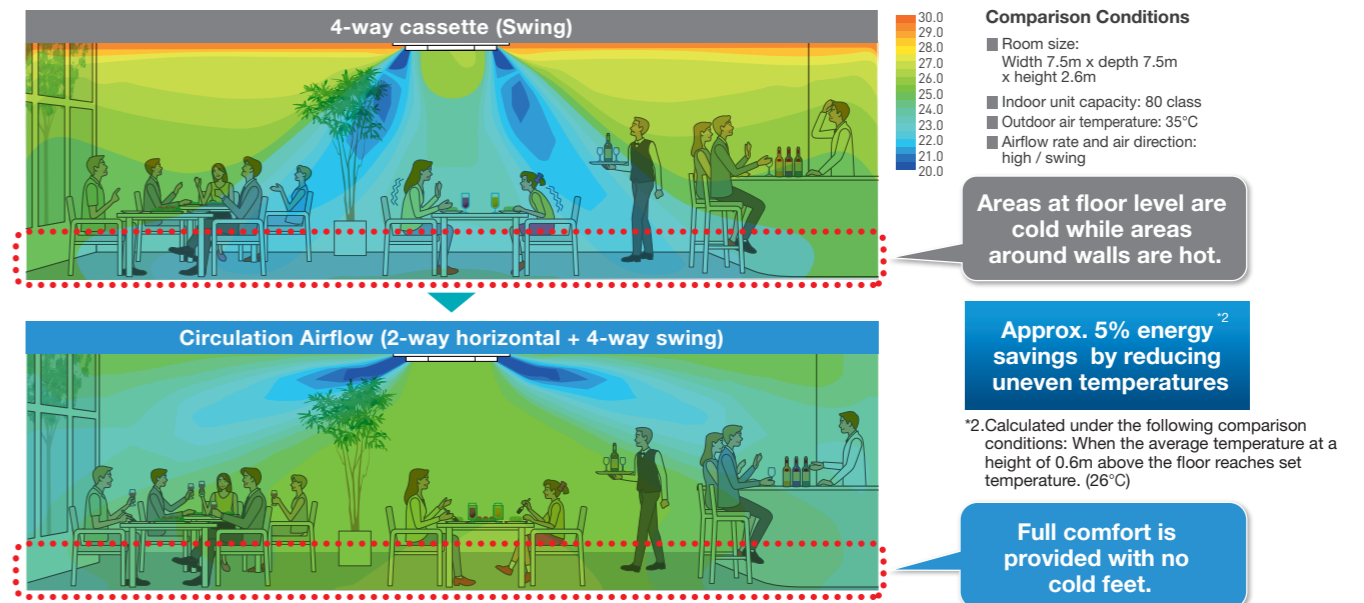 4-way cassette (Swing)
30.0
29.0
28.0
27.0
26.0
25.0
24.0
23.0
22.0
21.0
20.0
Comparison Conditions
Room size:
Width 7.5m x depth 7.5m
x height 2.6m
Indoor unit capacity: 80 class
Outdoor air temperature: 35°C
Airflow rate and air direction:
high / swing
Areas at floor level are
cold while areas
around walls are hot.
Circulation Airflow (2-way horizontal + 4-way swing)
Approx. 5% energy *2
savings by reducing
uneven temperatures
*2.Calculated under the following comparison
conditions: When the average temperature at a
height of 0.6m above the floor reaches set
temperature. (26°C)
Full comfort is
provided with no
cold feet.